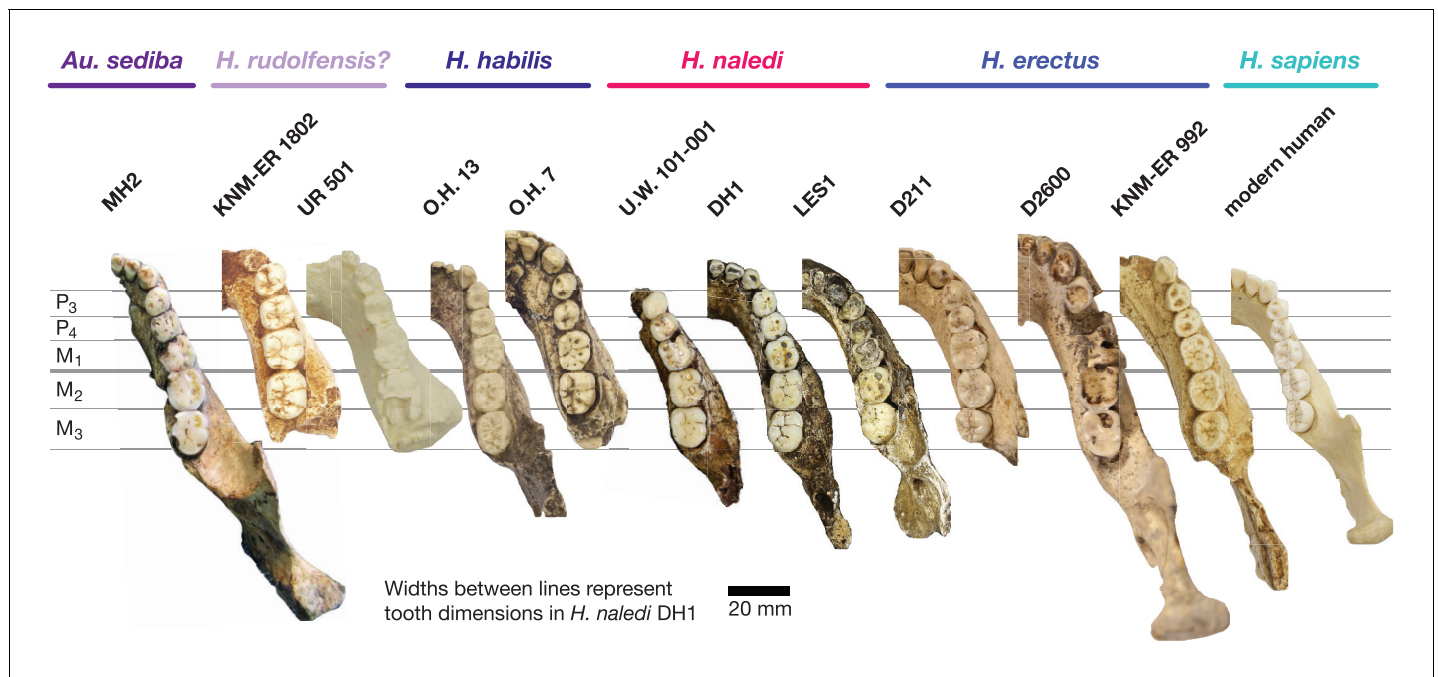 Au. sediba
H. rudolfensis?
H. habilis
H. naledi
H. erectus
H. sapiens
MH2
KNM-ER 1802
UR 501
O.H. 13
O.H. 7
U.W. 101-001
DH1
LES1
D211
D2600
KNM-ER 992
modern human
P3
P4
M1
M2
M3
Widths between lines represent
tooth dimensions in H. naledi DH1
20 mm